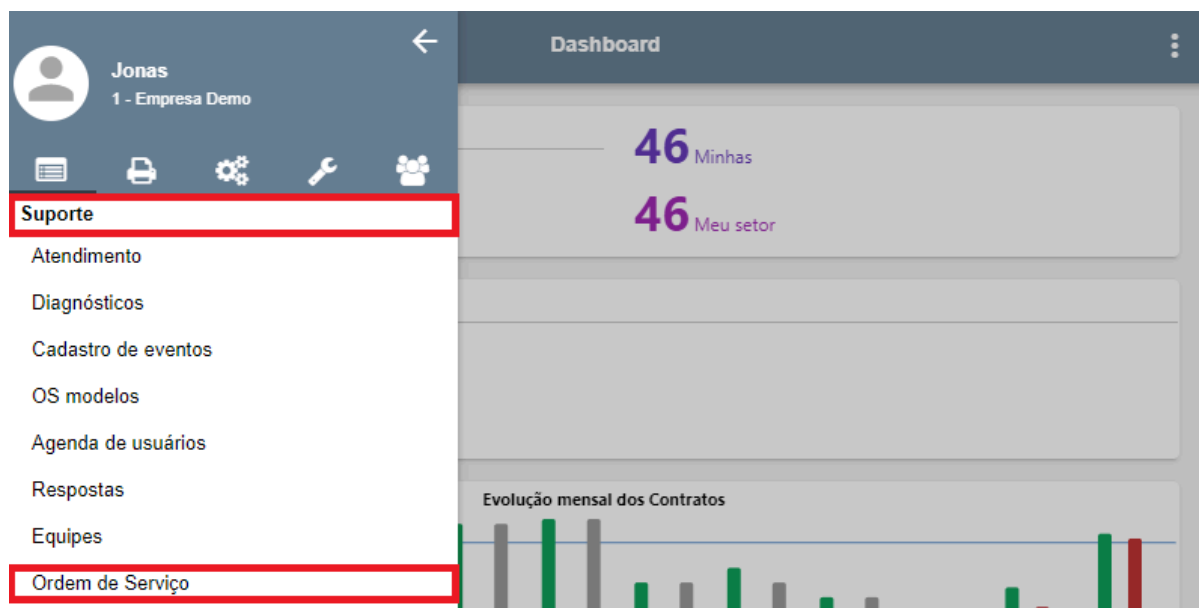 Jonas
1 - Empresa Demo
Dashboard
Suporte
Atendimento
Diagnósticos
Cadastro de eventos
OS modelos
Agenda de usuários
Respostas
Equipes
Ordem de Serviço
46 Minhas
46 Meu setor
Evolução mensal dos Contratos